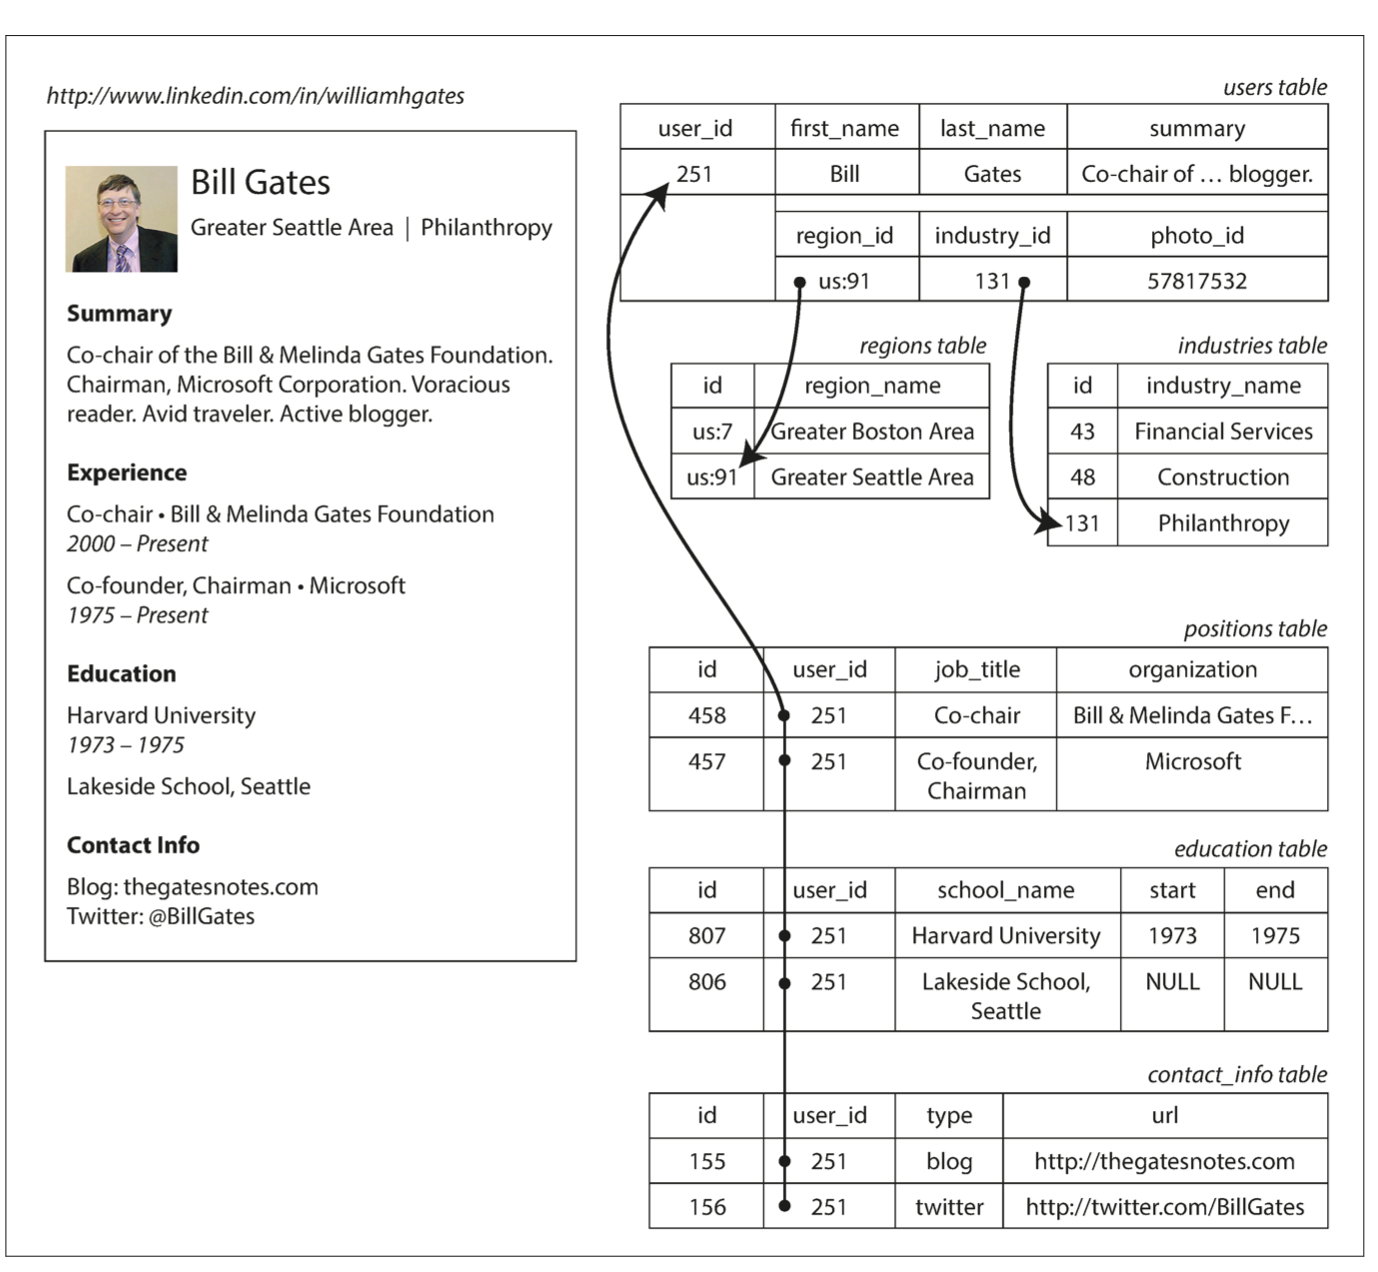 http://www.linkedin.com/in/williamhgates
Bill Gates
Greater Seattle Area | Philanthropy
Summary
Co-chair of the Bill & Melinda Gates Foundation.
Chairman, Microsoft Corporation. Voracious
reader. Avid traveler. Active blogger.
Experience
Co-chair • Bill & Melinda Gates Foundation
2000 – Present
Co-founder, Chairman • Microsoft
1975 – Present
Education
Harvard University
1973 – 1975
Lakeside School, Seattle
Contact Info
Blog: thegatesnotes.com
Twitter: @BillGates
users table
user_id first_name last_name summary
251 Bill Gates Co-chair of … blogger.
region_id industry_id photo_id
us:91 131 57817532
regions table
id region_name
us:7 Greater Boston Area
us:91 Greater Seattle Area
industries table
id industry_name
43 Financial Services
48 Construction
131 Philanthropy
positions table
id user_id job_title organization
458 251 Co-chair Bill & Melinda Gates F…
457 251 Co-founder, Microsoft
Chairman
education table
id user_id school_name start end
807 251 Harvard University 1973 1975
806 251 Lakeside School, NULL NULL
Seattle
contact_info table
id user_id type url
155 251 blog http://thegatesnotes.com
156 251 twitter http://twitter.com/BillGates